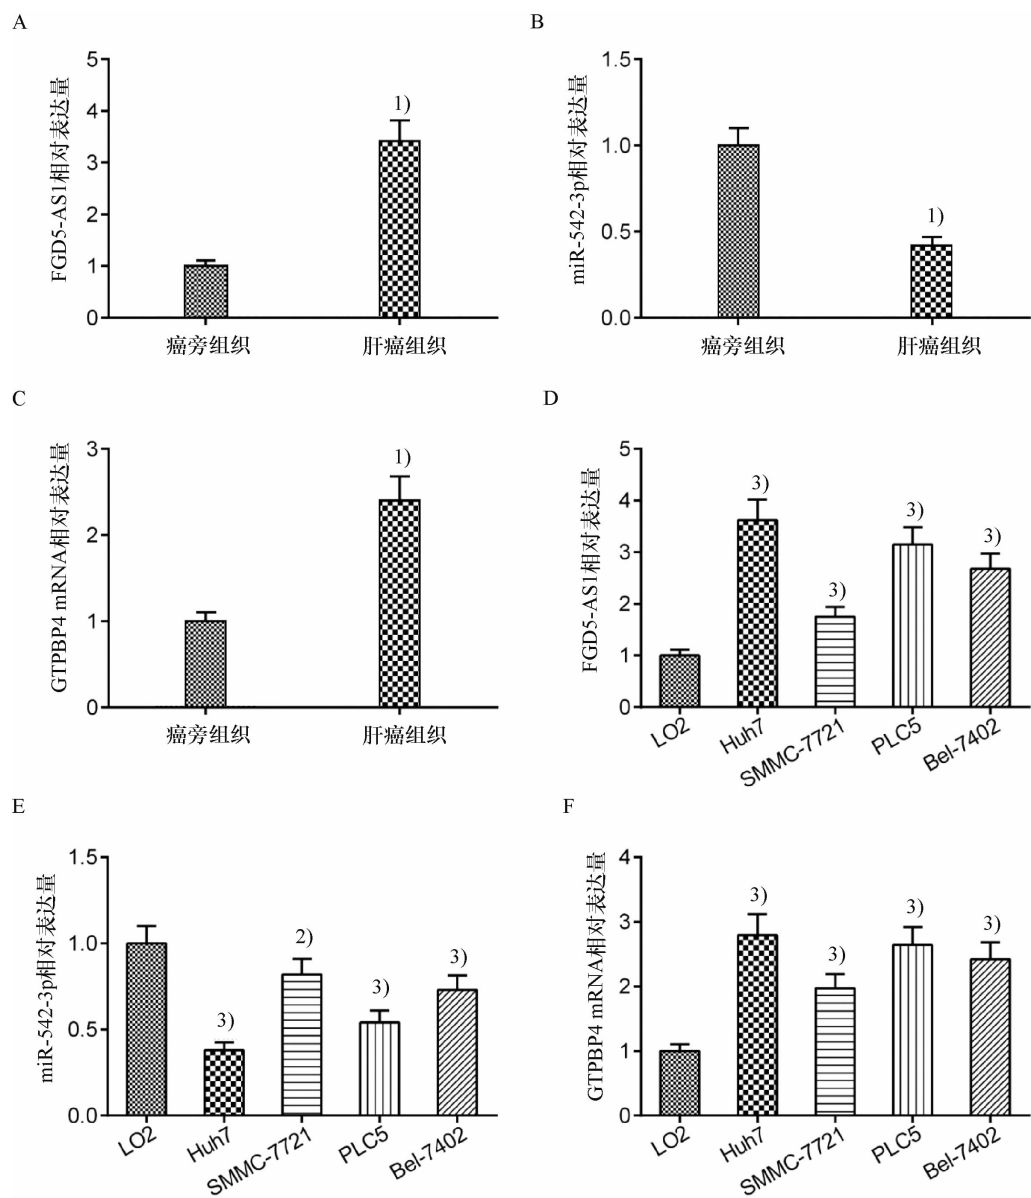 A
FGD5-AS1相对表达量
5
4
3
2
1
0
1)
癌旁组织
肝癌组织
B
miR-542-3p相对表达量
1.5
1.0
0.5
0.0
1)
癌旁组织
肝癌组织
C
GTPBP4 mRNA相对表达量
3
2
1
0
1)
癌旁组织
肝癌组织
D
FGD5-AS1相对表达量
5
4
3
2
1
0
3)
3)
3)
3)
LO2
Huh7
SMMC-7721
PLC5
Bel-7402
E
miR-542-3p相对表达量
1.5
1.0
0.5
0.0
3)
2)
3)
3)
LO2
Huh7
SMMC-7721
PLC5
Bel-7402
F
GTPBP4 mRNA相对表达量
4
3
2
1
0
3)
3)
3)
3)
LO2
Huh7
SMMC-7721
PLC5
Bel-7402